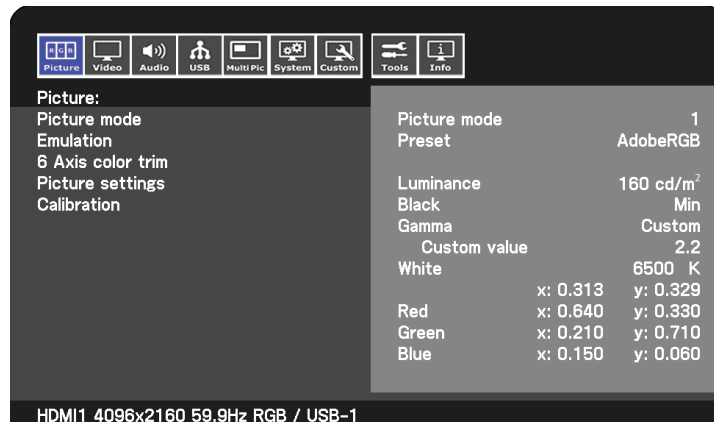 R G B
Picture Video Audio USB Multi Pic System Custom Tools Info
Picture:
Picture mode
Emulation
6 Axis color trim
Picture settings
Calibration
Picture mode 1
Preset AdobeRGB
Luminance 160 cd/m²
Black Min
Gamma Custom
Custom value 2.2
White 6500 K
x: 0.313 y: 0.329
Red x: 0.640 y: 0.330
Green x: 0.210 y: 0.710
Blue x: 0.150 y: 0.060
HDMI1 4096x2160 59.9Hz RGB / USB-1